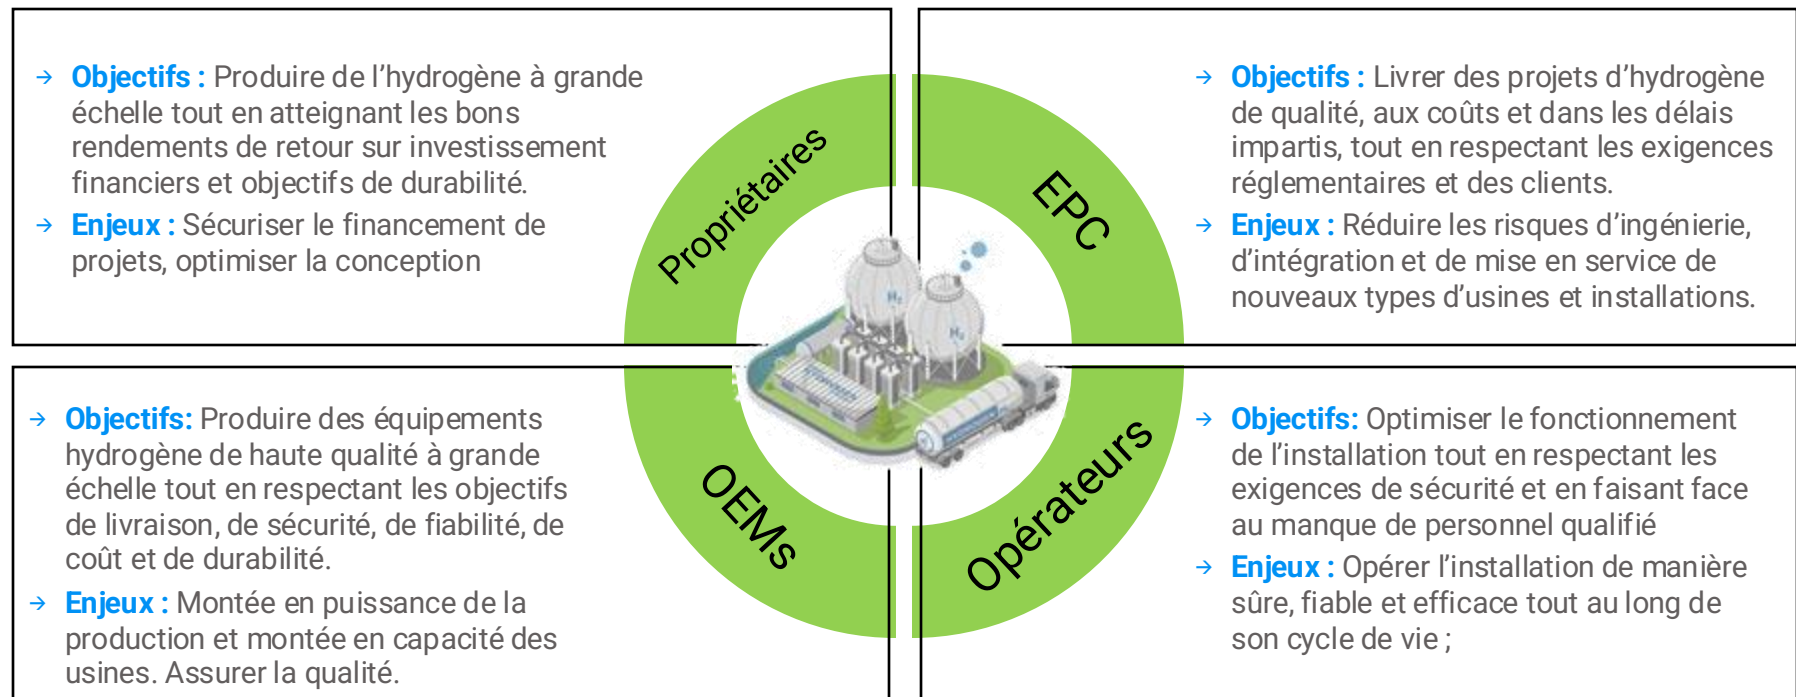 → Objectifs : Produire de l’hydrogène à grande
échelle tout en atteignant les bons
rendements de retour sur investissement
financiers et objectifs de durabilité.
→ Enjeux : Sécuriser le financement de
projets, optimiser la conception
Propriétaires
EPC
→ Objectifs : Livrer des projets d’hydrogène
de qualité, aux coûts et dans les délais
impartis, tout en respectant les exigences
réglementaires et des clients.
→ Enjeux : Réduire les risques d’ingénierie,
d’intégration et de mise en service de
nouveaux types d’usines et installations.
H₂
H₂
→ Objectifs: Produire des équipements
hydrogène de haute qualité à grande
échelle tout en respectant les objectifs
de livraison, de sécurité, de fiabilité, de
coût et de durabilité.
→ Enjeux : Montée en puissance de la
production et montée en capacité des
usines. Assurer la qualité.
OEMs
Opérateurs
→ Objectifs: Optimiser le fonctionnement
de l’installation tout en respectant les
exigences de sécurité et en faisant face
au manque de personnel qualifié
→ Enjeux : Opérer l’installation de manière
sûre, fiable et efficace tout au long de
son cycle de vie ;